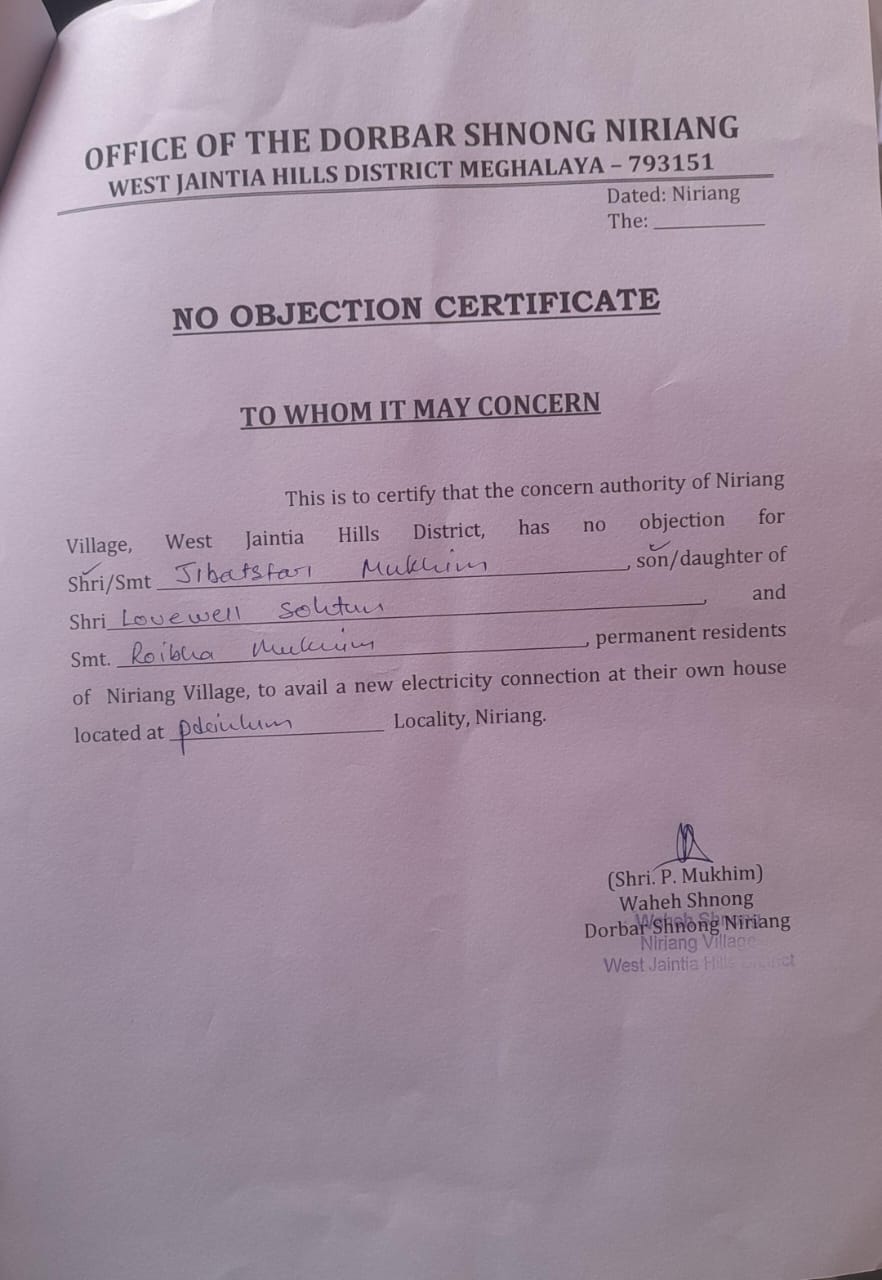 OFFICE OF THE DORBAR SHNONG NIRIANG
WEST JAINTIA HILLS DISTRICT MEGHALAYA – 793151
Dated: Niriang
The: ___________
NO OBJECTION CERTIFICATE
TO WHOM IT MAY CONCERN
This is to certify that the concern authority of Niriang
Village, West Jaintia Hills District, has no objection for
Shri/Smt Jibatsfari Mukhim, son/daughter of
Shri Lovewell Sohtun, and
Smt. Roibha Mukhim, permanent residents
of Niriang Village, to avail a new electricity connection at their own house
located at pdeinlum Locality, Niriang.
(Shri. P. Mukhim)
Waheh Shnong
Dorbar Shnong Niriang
Waheh Shnong
Niriang Village
West Jaintia Hills District